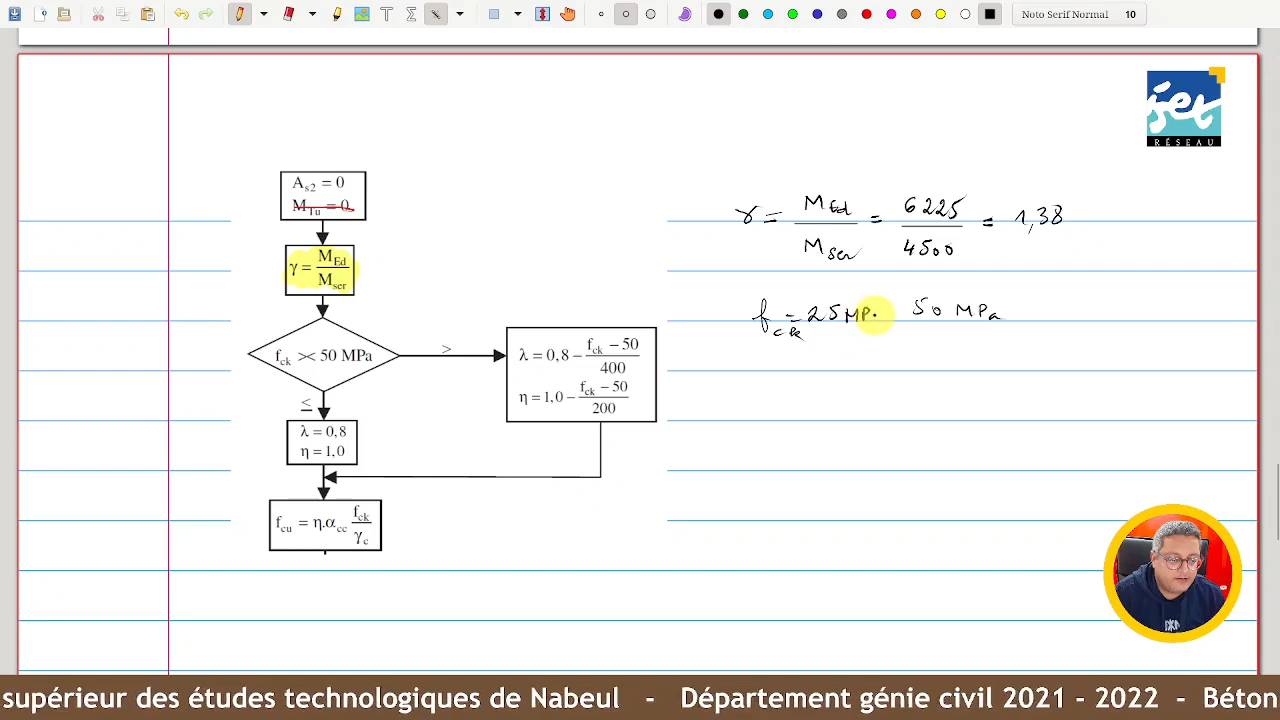 Noto Serif Normal 10
iset
RÉSEAU
As2 = 0
MTu = 0
γ = MEd / Mser
fck >< 50 MPa
>
λ = 0,8 − (fck − 50) / 400
η = 1,0 − (fck − 50) / 200
≤
λ = 0,8
η = 1,0
fcu = η.αcc fck / γc
γ = MEd / Mser = 6225 / 4500 = 1,38
fck = 25 MP. 50 MPa
supérieur des études technologiques de Nabeul - Département génie civil 2021 - 2022 - Béton